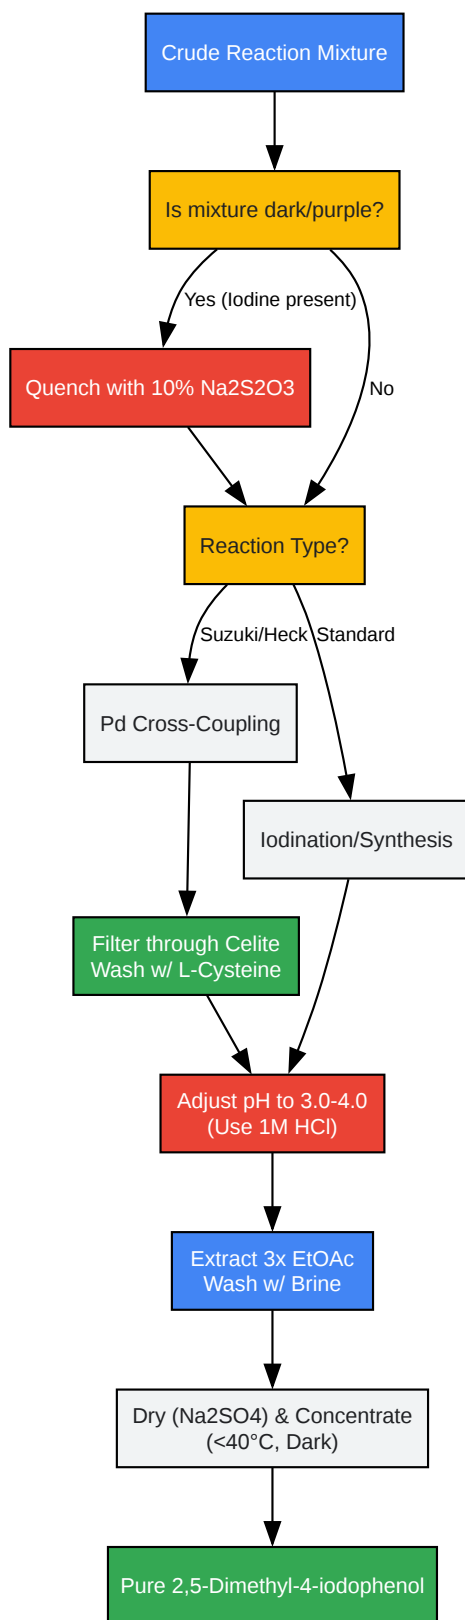 Crude Reaction Mixture
Is mixture dark/purple?
Yes (Iodine present)
Quench with 10% Na2S2O3
No
Reaction Type?
Suzuki/Heck
Standard
Pd Cross-Coupling
Iodination/Synthesis
Filter through Celite
Wash w/ L-Cysteine
Adjust pH to 3.0-4.0
(Use 1M HCl)
Extract 3x EtOAc
Wash w/ Brine
Dry (Na2SO4) & Concentrate
(<40°C, Dark)
Pure 2,5-Dimethyl-4-iodophenol